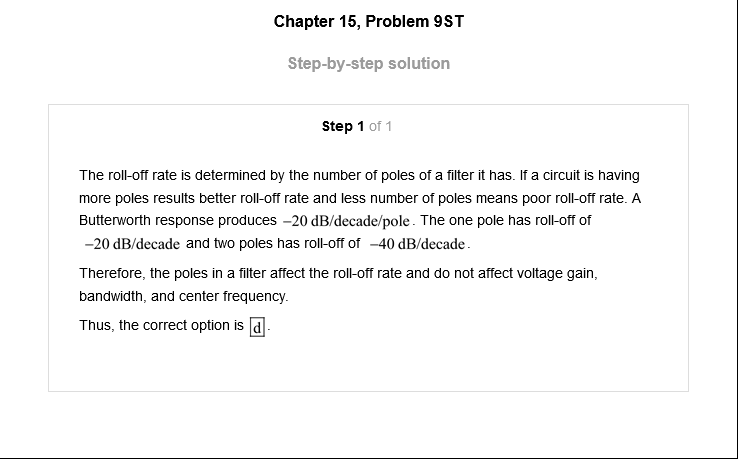 Chapter 15, Problem 9ST
Step-by-step solution
Step 1 of 1
The roll-off rate is determined by the number of poles of a filter it has. If a circuit is having
more poles results better roll-off rate and less number of poles means poor roll-off rate. A
Butterworth response produces −20 dB/decade/pole. The one pole has roll-off of
−20 dB/decade and two poles has roll-off of −40 dB/decade.
Therefore, the poles in a filter affect the roll-off rate and do not affect voltage gain,
bandwidth, and center frequency.
Thus, the correct option is d.